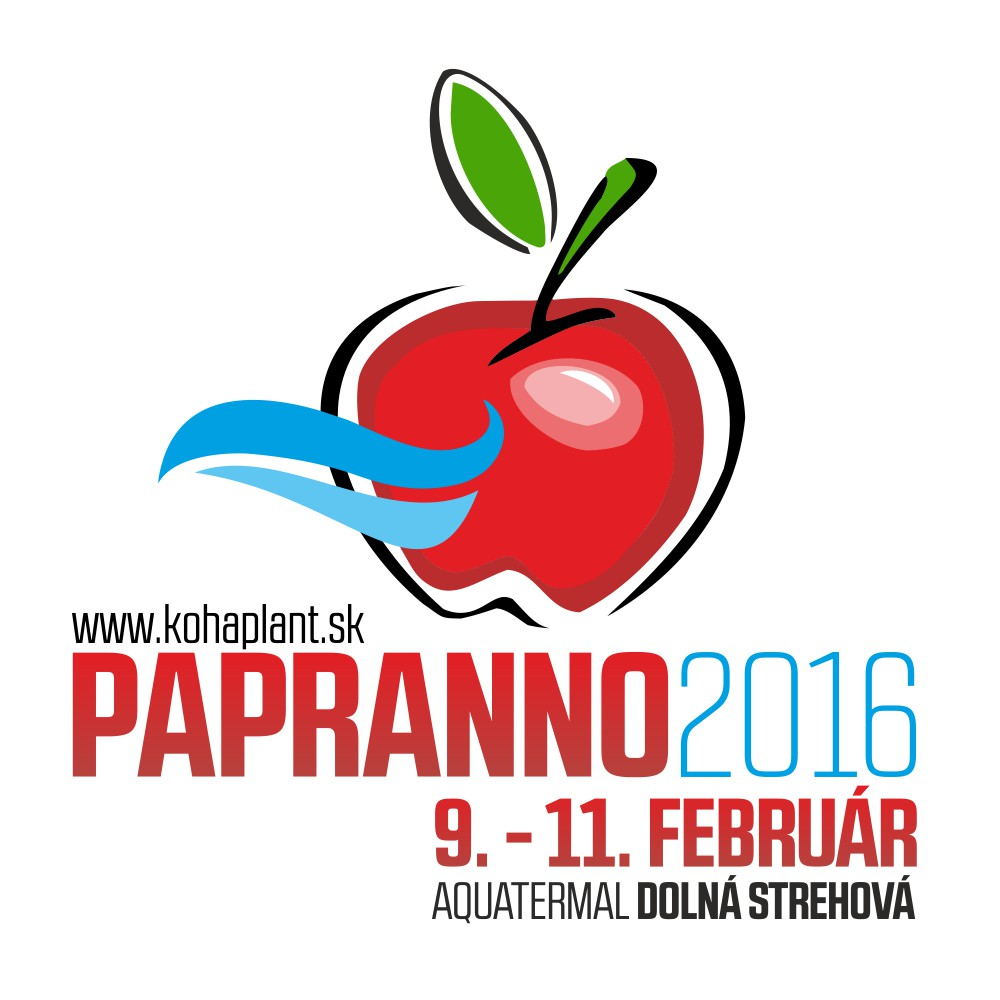 www.kohaplant.sk
PAPRANNO2016
9. - 11. FEBRUÁR
AQUATERMAL DOLNÁ STREHOVÁ